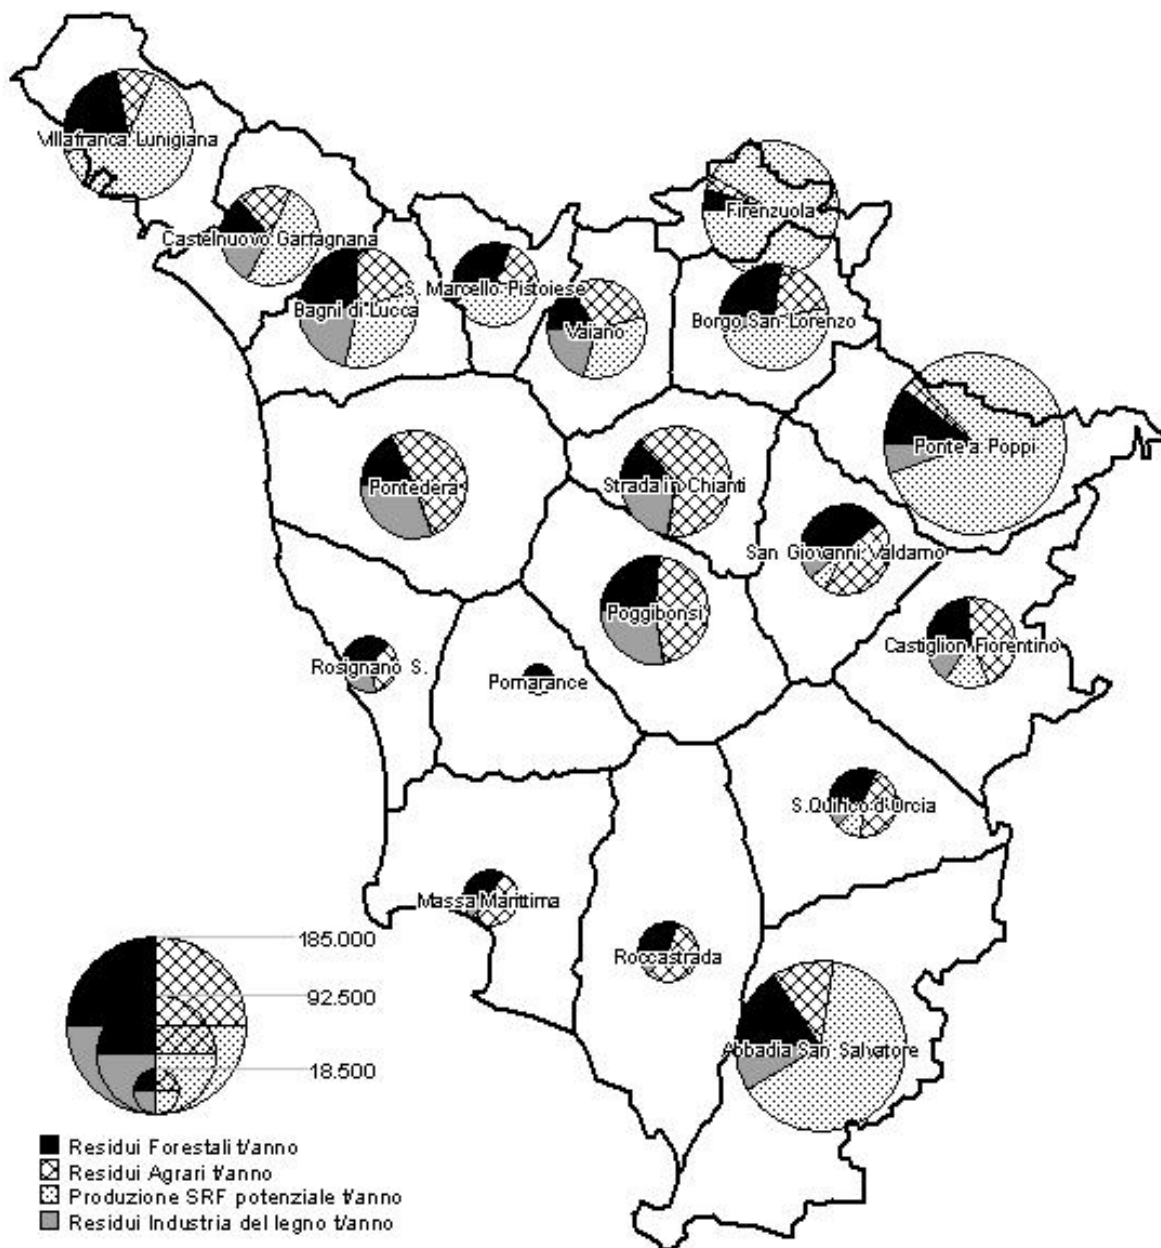 Villafranca Lunigiana
Firenzuola
Castelnuovo Garfagnana
S. Marcello Pistoiese
Bagni di Lucca
Vaiano
Borgo San Lorenzo
Ponte a Poppi
Pontedera
Strada in Chianti
San Giovanni Valdarno
Poggibonsi
Castiglion Fiorentino
Rosignano S.
Pomarance
S.Quirico d'Orcia
Massa Marittima
Roccastrada
Abbadia San Salvatore
185.000
92.500
18.500
Residui Forestali t/anno
Residui Agrari t/anno
Produzione SRF potenziale t/anno
Residui Industria del legno t/anno